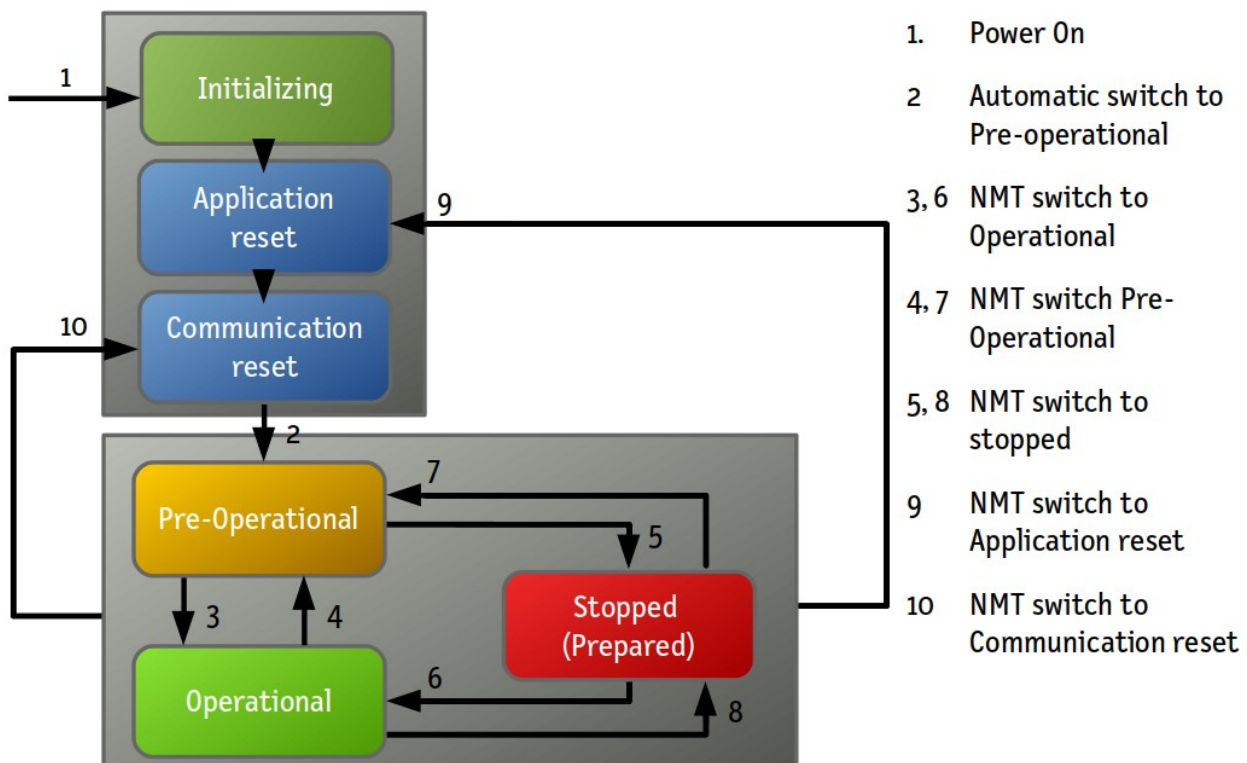 1
Initializing
Application
reset
9
10
Communication
reset
2
Pre-Operational
7
5
3
4
Stopped
(Prepared)
Operational
6
8
1. Power On
2 Automatic switch to
Pre-operational
3, 6 NMT switch to
Operational
4, 7 NMT switch Pre-
Operational
5, 8 NMT switch to
stopped
9 NMT switch to
Application reset
10 NMT switch to
Communication reset